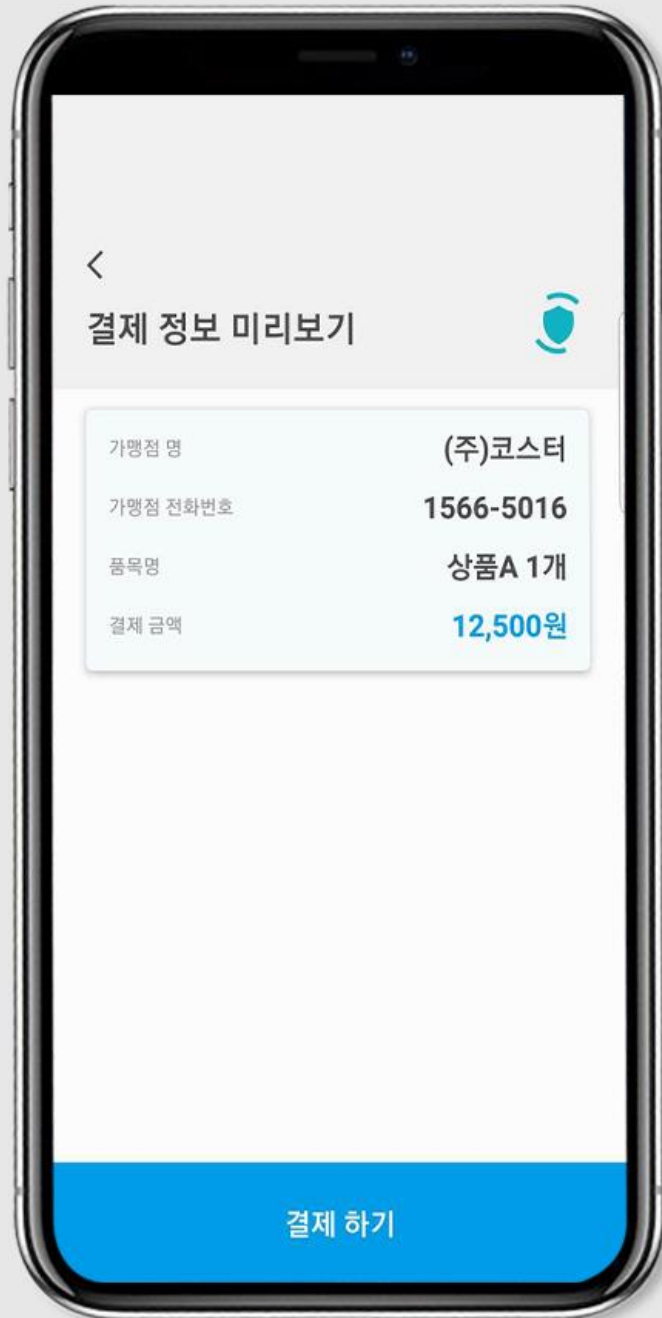 결제 정보 미리보기
가맹점 명 (주)코스터
가맹점 전화번호 1566-5016
품목명 상품A 1개
결제 금액 12,500원
결제 하기